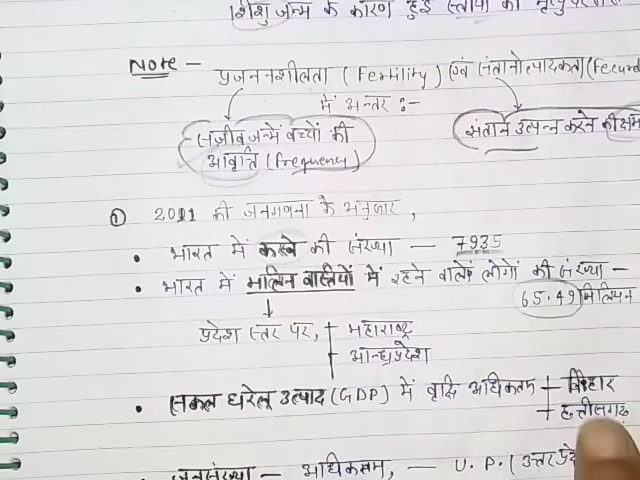 शिशु जन्म के कारण हुई स्त्रियों की मृत्यु
Note – प्रजननशीलता (Fertility) एवं संतानोत्पादकता (Fecund
में अन्तर :-
सजीव जन्में बच्चों की आवृत्ति (frequency)
संतान उत्पन्न करने की क्षम
① 2011 की जनगणना के अनुसार,
• भारत में कस्बे की संख्या – 7935
• भारत में मलिन बस्तियों में रहने वाले लोगों की संख्या –
65.49 मिलियन
प्रदेश स्तर पर, महाराष्ट्र
आन्ध्रप्रदेश
• सकल घरेलू उत्पाद (GDP) में वृद्धि अधिकतम बिहार
छत्तीसगढ़
• जनसंख्या – अधिकतम, – U.P. (उत्तर प्रदे